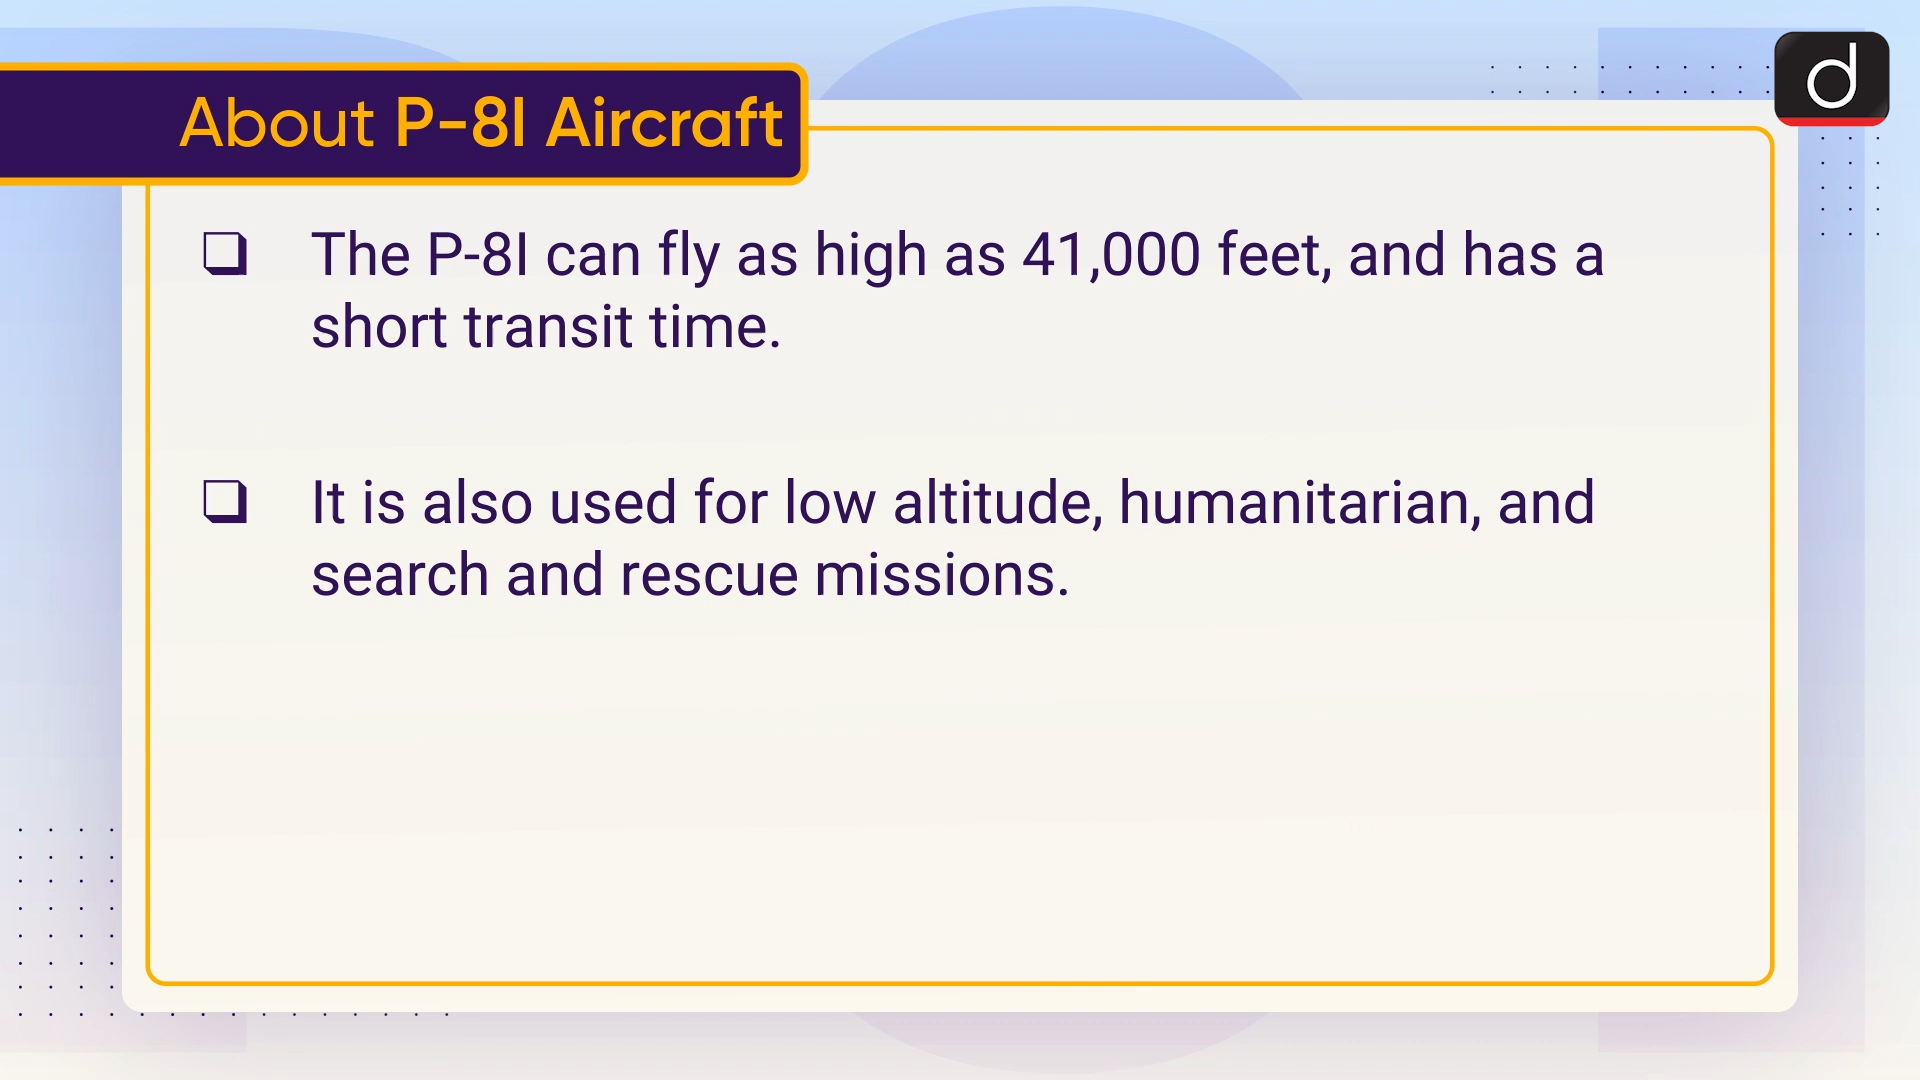 About P-8I Aircraft
❑ The P-8I can fly as high as 41,000 feet, and has a
short transit time.
❑ It is also used for low altitude, humanitarian, and
search and rescue missions.
d